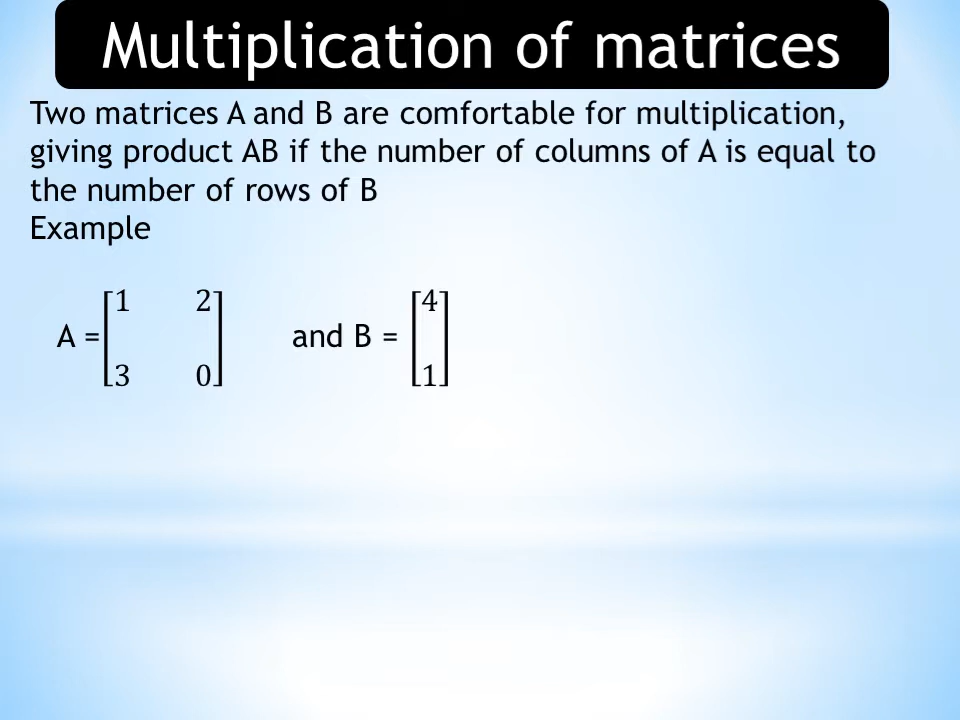 Multiplication of matrices
Two matrices A and B are comfortable for multiplication,
giving product AB if the number of columns of A is equal to
the number of rows of B
Example
1 2 4
A = and B =
3 0 1